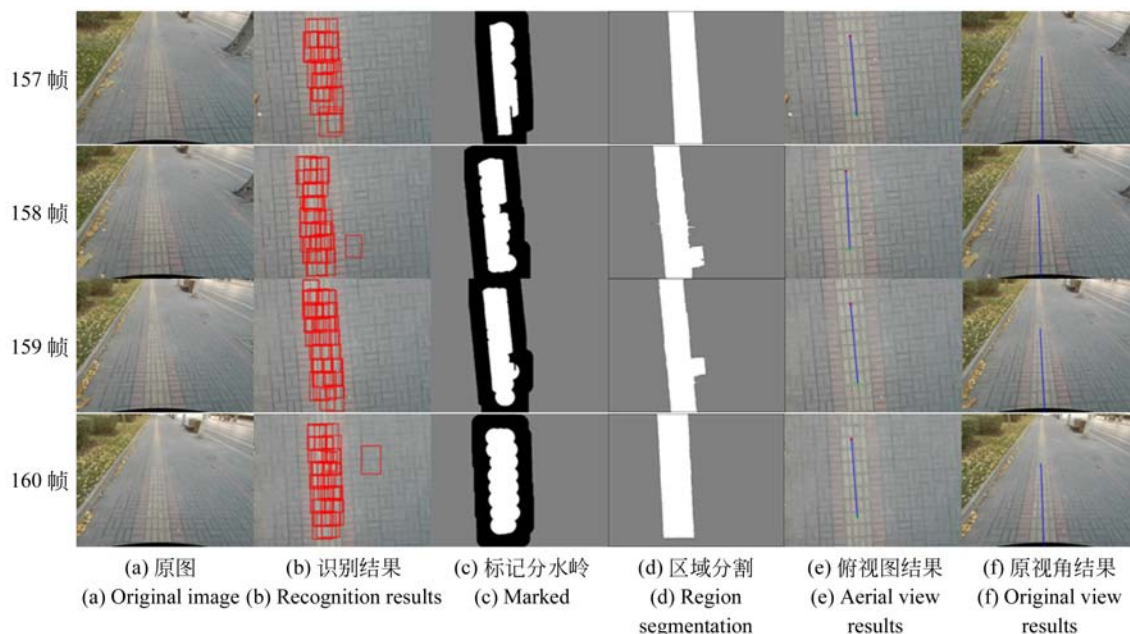 157 帧
158 帧
159 帧
160 帧
(a) 原图 (b) 识别结果 (c) 标记分水岭 (d) 区域分割 (e) 俯视图结果 (f) 原视角结果
(a) Original image (b) Recognition results (c) Marked (d) Region (e) Aerial view (f) Original view
segmentation results results